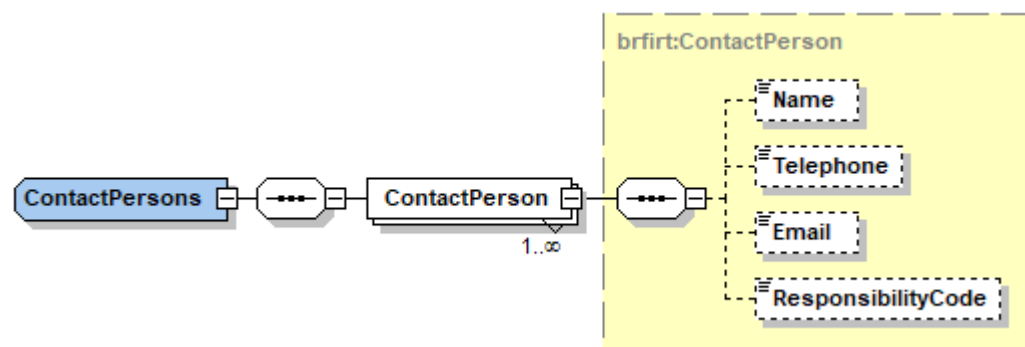 brfirt:ContactPerson
Name
Telephone
ContactPersons
ContactPerson
1..∞
Email
ResponsibilityCode